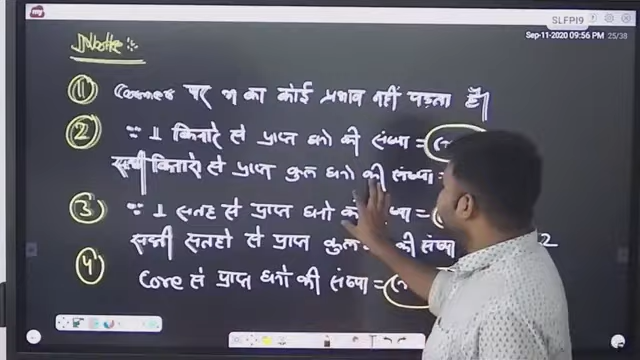 SLFPI9
Sep-11-2020 09:56 PM 25/38
Note :-
① Corner पर n का कोई प्रभाव नहीं पड़ता है।
② ∵ 1 किनारे से प्राप्त घनो की संख्या = (n
सभी किनारो से प्राप्त कुल घनो की संख्या =
③ ∵ 1 सतह से प्राप्त घनो की संख्या = (
सभी सतहो से प्राप्त कुल की संख्या 2
④ Core से प्राप्त घनो की संख्या = (n